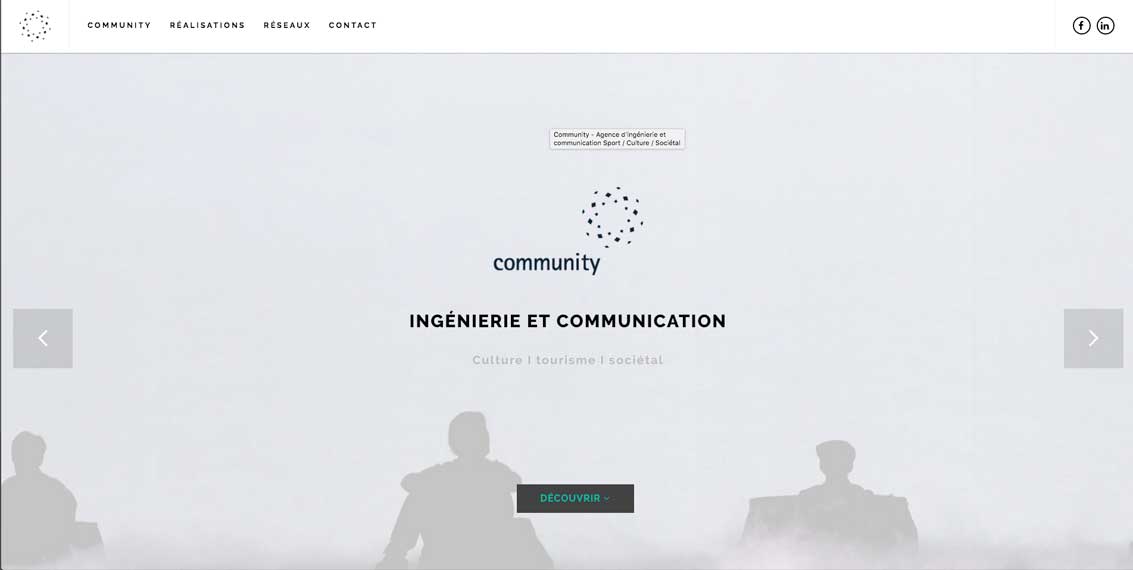 COMMUNITY RÉALISATIONS RÉSEAUX CONTACT
Community - Agence d'Ingénierie et
communication Sport / Culture / Sociétal
community
INGÉNIERIE ET COMMUNICATION
Culture I tourisme I sociétal
DÉCOUVRIR